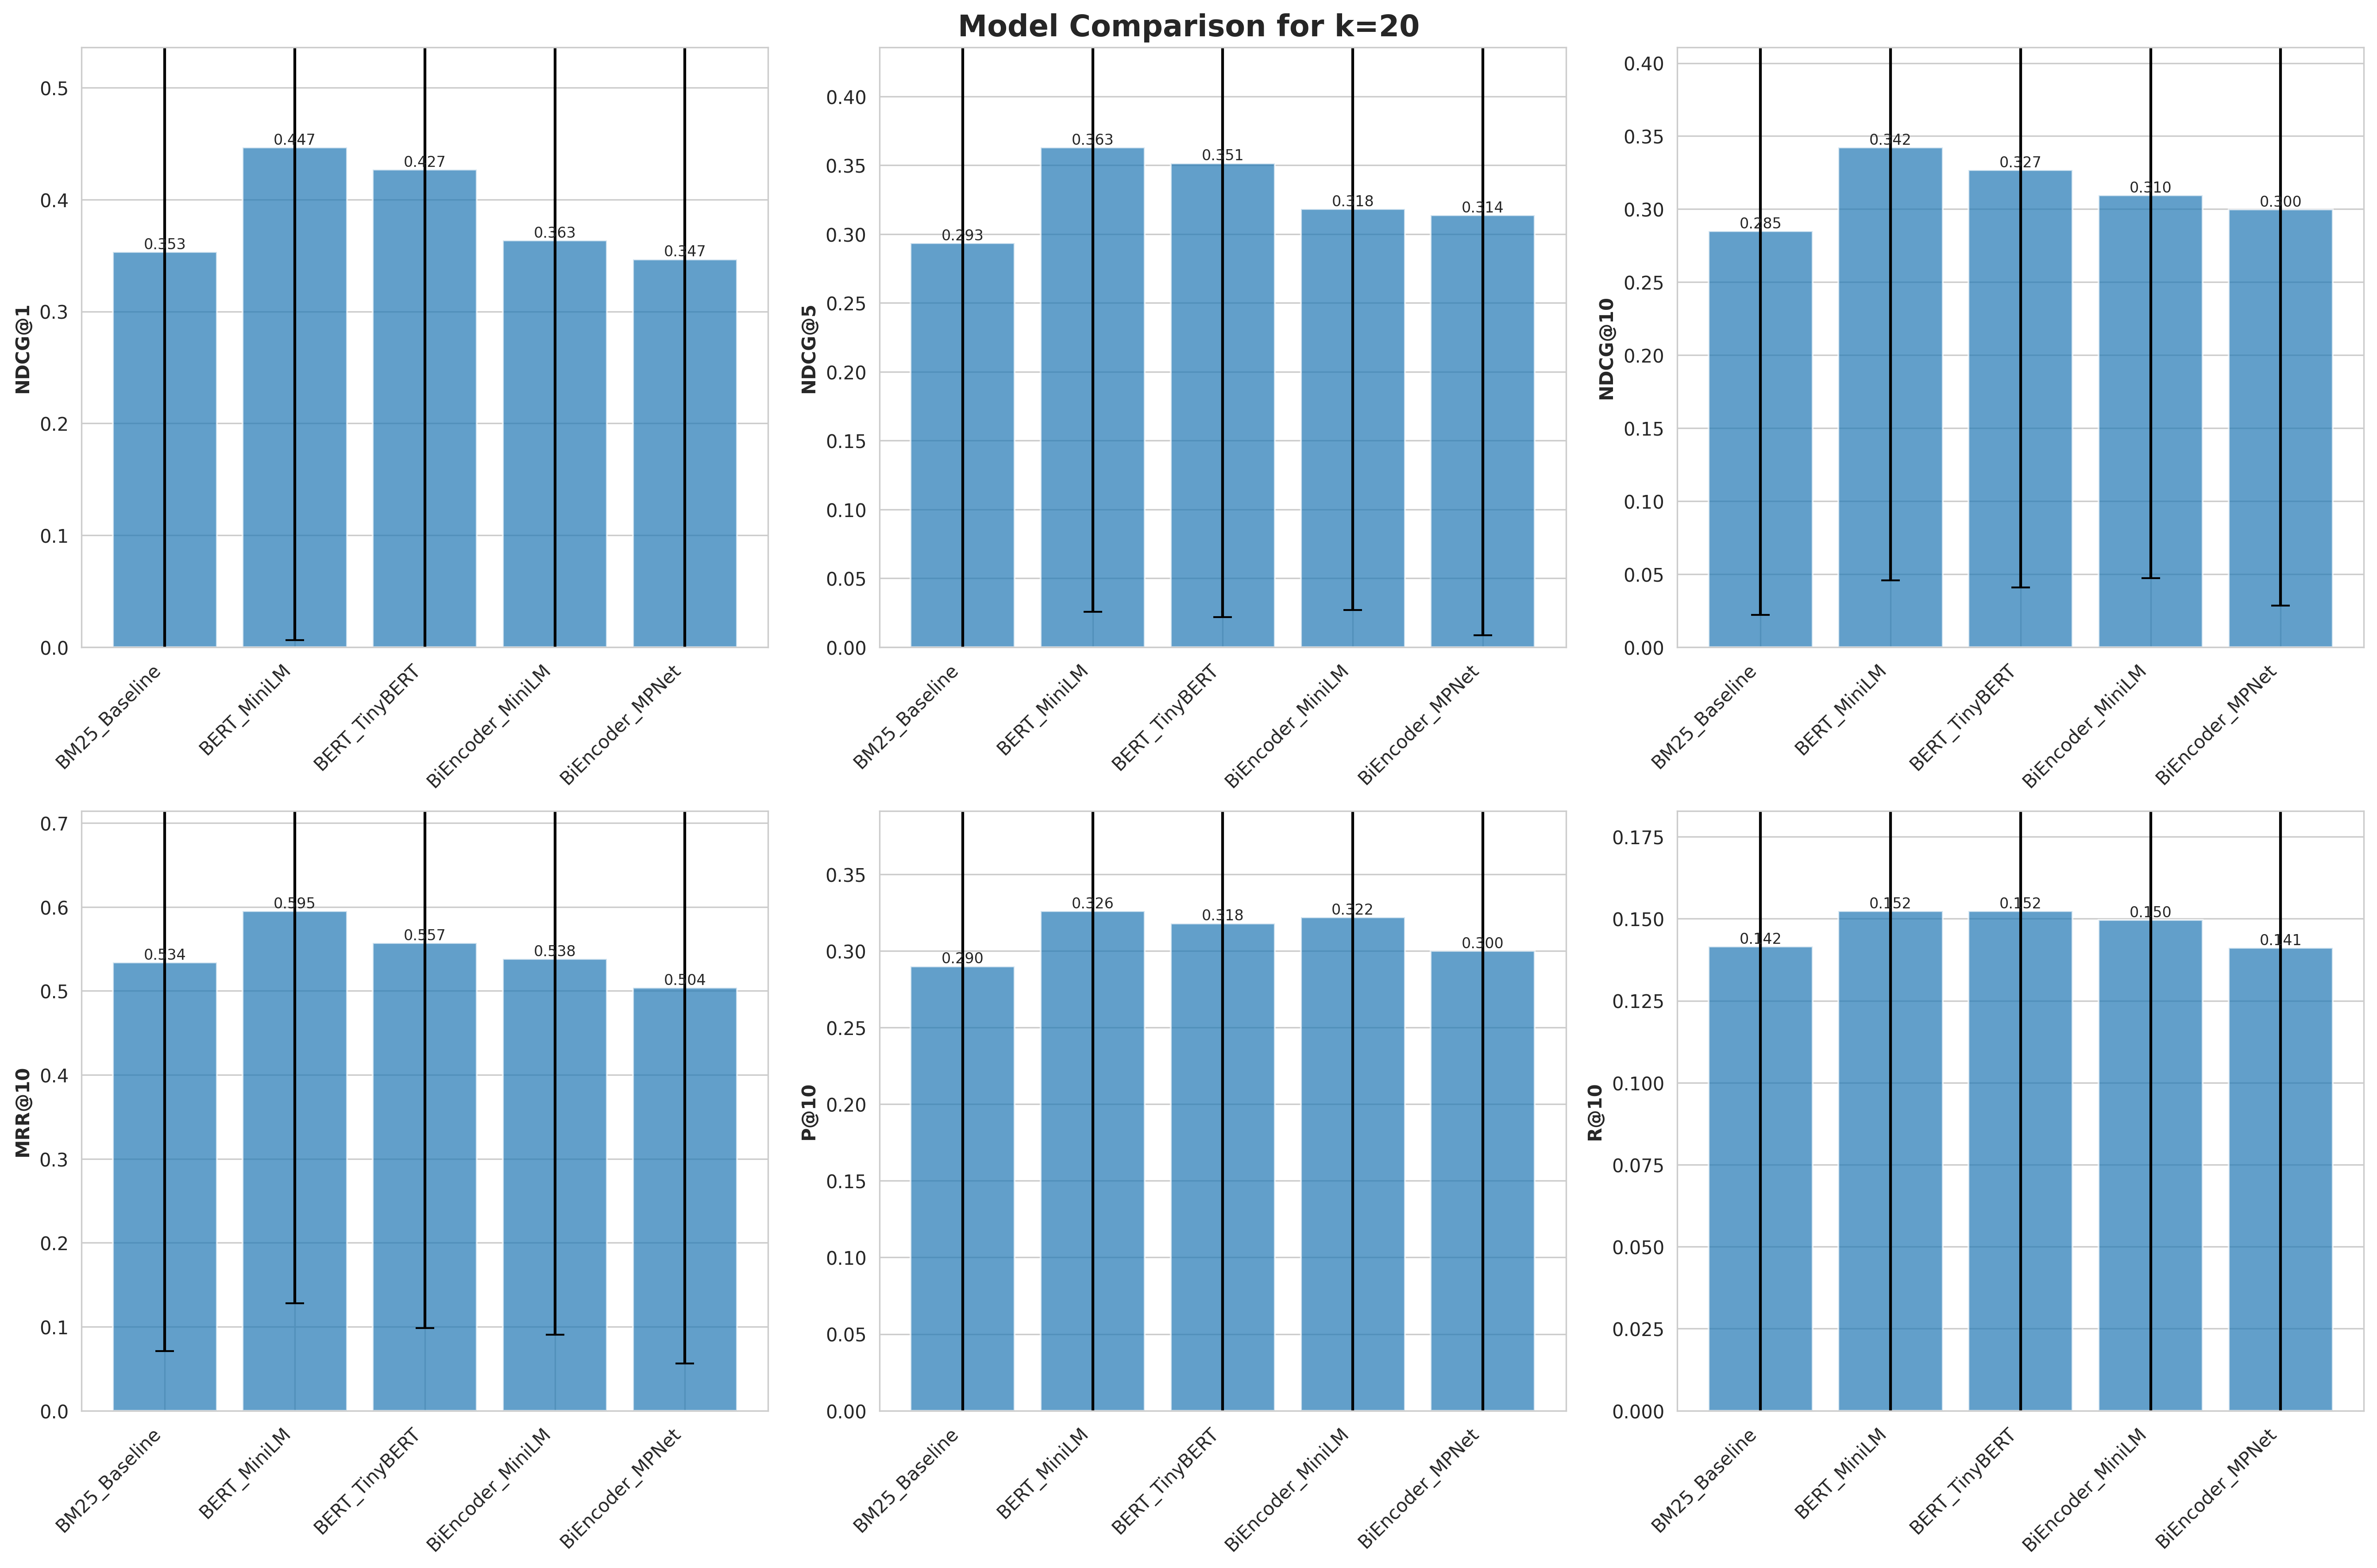 Model Comparison for k=20
NDCG@1
0.5
0.4
0.3
0.2
0.1
0.0
0.353
0.447
0.427
0.363
0.347
BM25_Baseline
BERT_MiniLM
BERT_TinyBERT
BiEncoder_MiniLM
BiEncoder_MPNet
NDCG@5
0.40
0.35
0.30
0.25
0.20
0.15
0.10
0.05
0.00
0.293
0.363
0.351
0.318
0.314
BM25_Baseline
BERT_MiniLM
BERT_TinyBERT
BiEncoder_MiniLM
BiEncoder_MPNet
NDCG@10
0.40
0.35
0.30
0.25
0.20
0.15
0.10
0.05
0.00
0.285
0.342
0.327
0.310
0.300
BM25_Baseline
BERT_MiniLM
BERT_TinyBERT
BiEncoder_MiniLM
BiEncoder_MPNet
MRR@10
0.7
0.6
0.5
0.4
0.3
0.2
0.1
0.0
0.534
0.595
0.557
0.538
0.504
BM25_Baseline
BERT_MiniLM
BERT_TinyBERT
BiEncoder_MiniLM
BiEncoder_MPNet
P@10
0.35
0.30
0.25
0.20
0.15
0.10
0.05
0.00
0.290
0.326
0.318
0.322
0.300
BM25_Baseline
BERT_MiniLM
BERT_TinyBERT
BiEncoder_MiniLM
BiEncoder_MPNet
R@10
0.175
0.150
0.125
0.100
0.075
0.050
0.025
0.000
0.142
0.152
0.152
0.150
0.141
BM25_Baseline
BERT_MiniLM
BERT_TinyBERT
BiEncoder_MiniLM
BiEncoder_MPNet